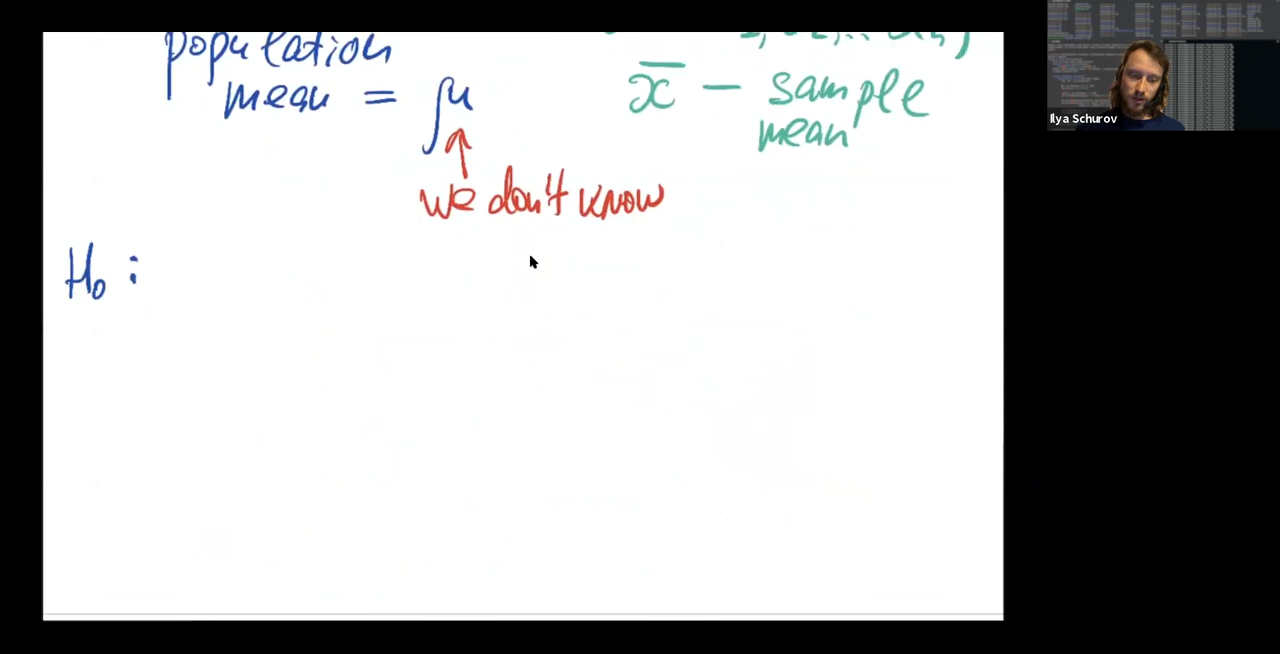 population
mean = μ
x̄ — sample
mean
we don't know
H₀ :
Ilya Schurov